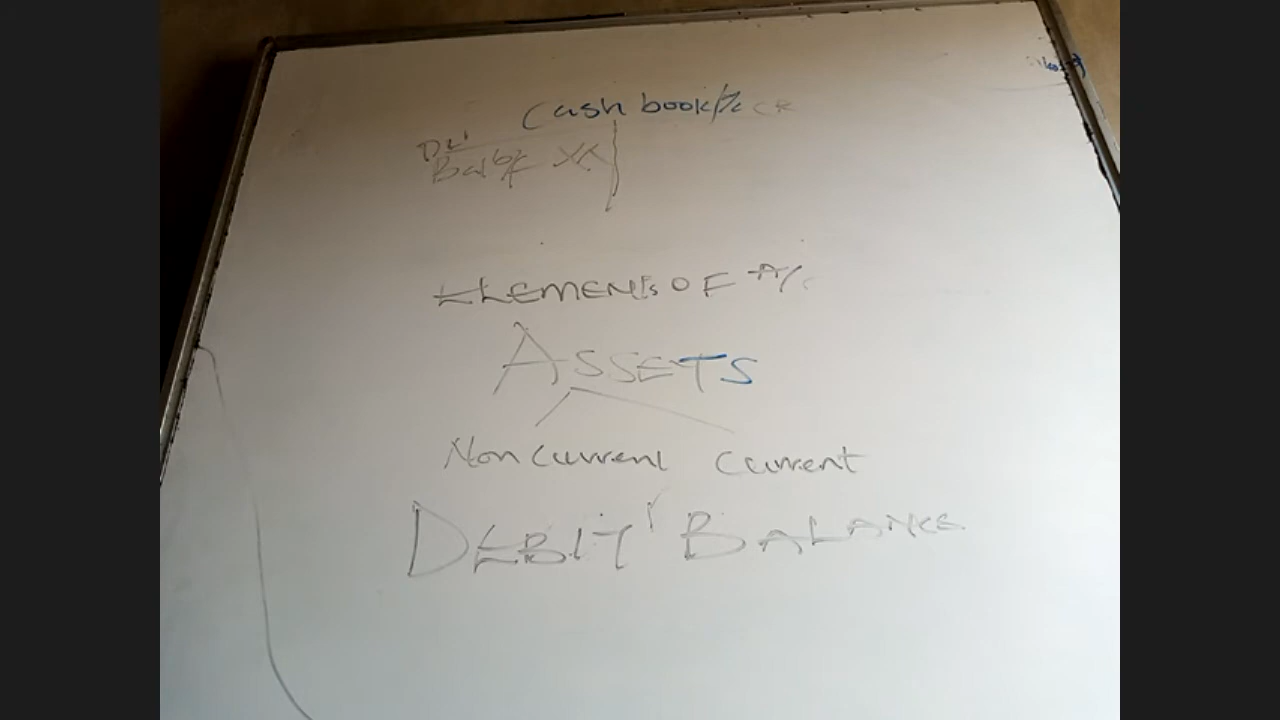 Cash book/
Bal b/f XX
ELEMENTS OF A/c
ASSETS
Non current current
DEBIT BALANCE